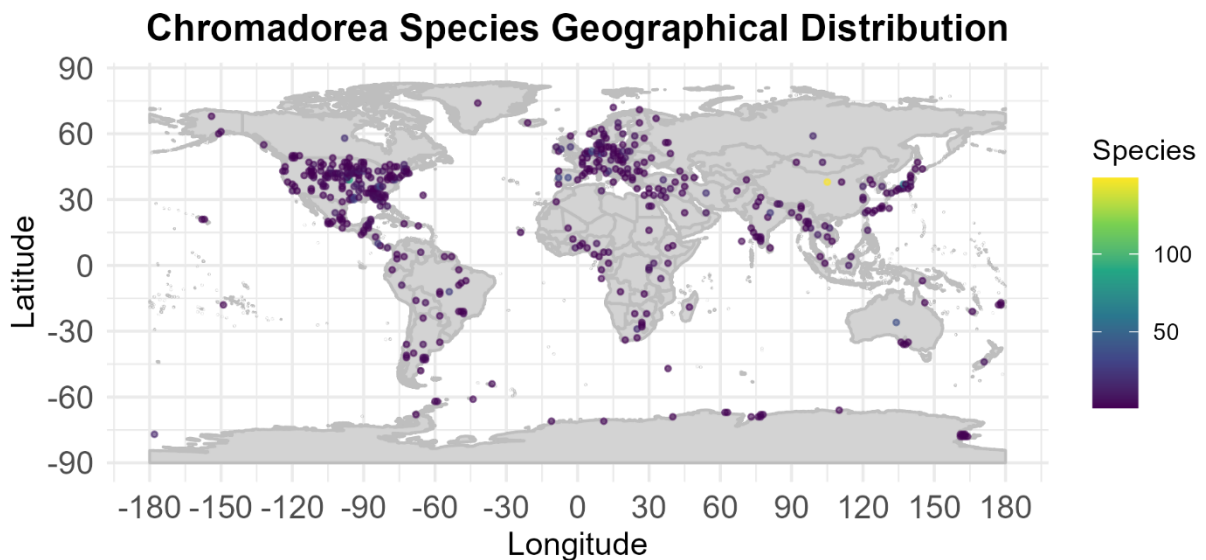 Chromadorea Species Geographical Distribution
90
60
30
0
-30
-60
-90
Latitude
-180 -150 -120 -90 -60 -30 0 30 60 90 120 150 180
Longitude
Species
100
50